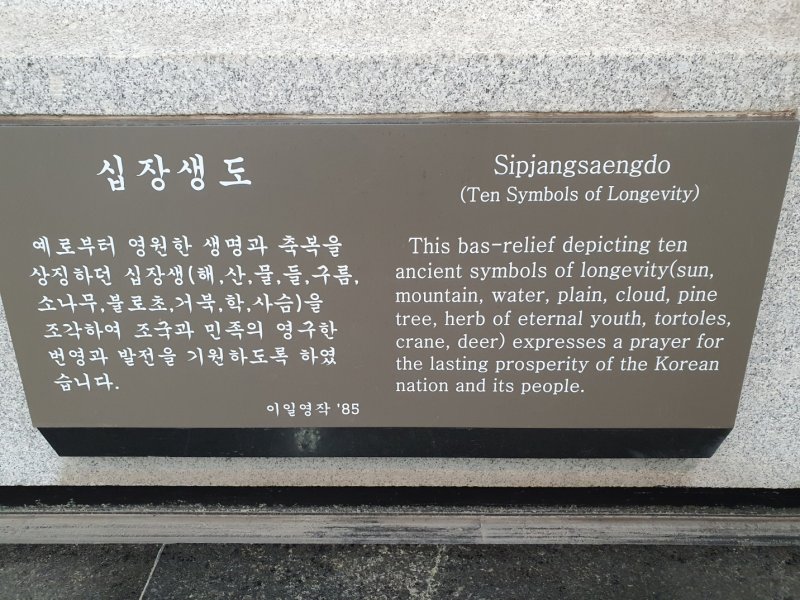 십장생도
예로부터 영원한 생명과 축복을
상징하던 십장생(해,산,물,들,구름,
소나무,불로초,거북,학,사슴)을
조각하여 조국과 민족의 영구한
번영과 발전을 기원하도록 하였
습니다.
이일영작 '85
Sipjangsaengdo
(Ten Symbols of Longevity)
This bas-relief depicting ten
ancient symbols of longevity(sun,
mountain, water, plain, cloud, pine
tree, herb of eternal youth, tortoles,
crane, deer) expresses a prayer for
the lasting prosperity of the Korean
nation and its people.